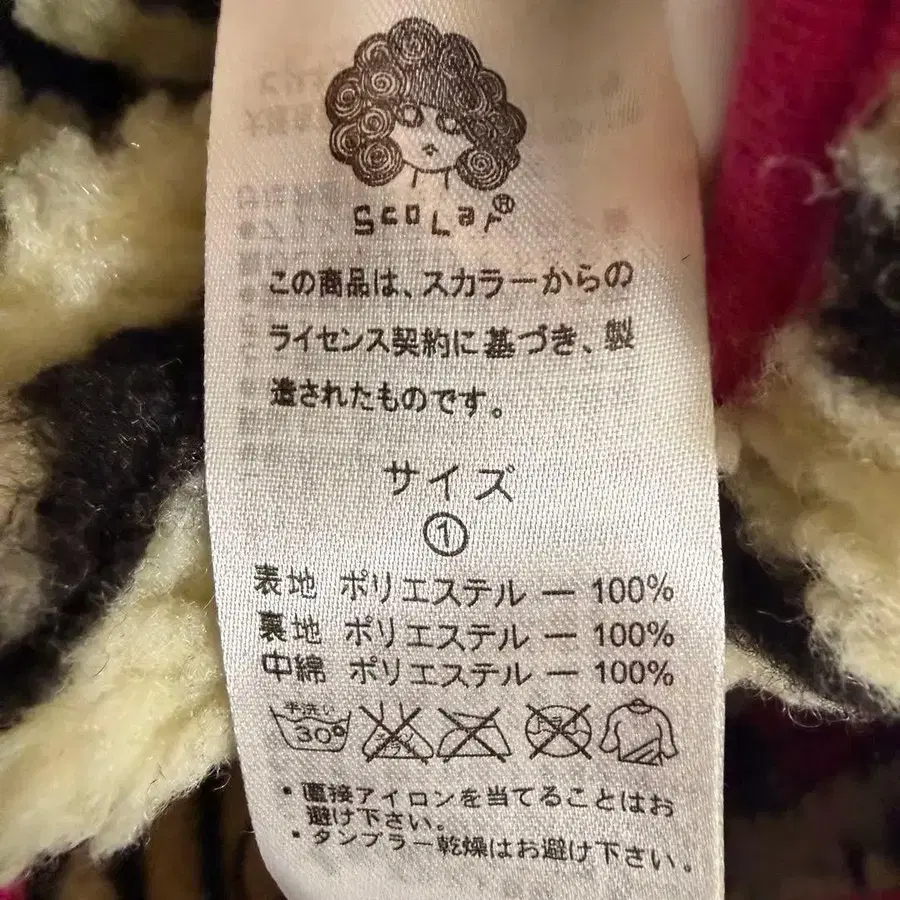 ScoLar®
この商品は、スカラーからの
ライセンス契約に基づき、製
造されたものです。
サイズ
①
表地 ポリエステル ー 100%
裏地 ポリエステル ー 100%
中綿 ポリエステル ー 100%
手洗い
30°
・直接アイロンを当てることはお
避け下さい。
・タンブラー乾燥はお避け下さい。